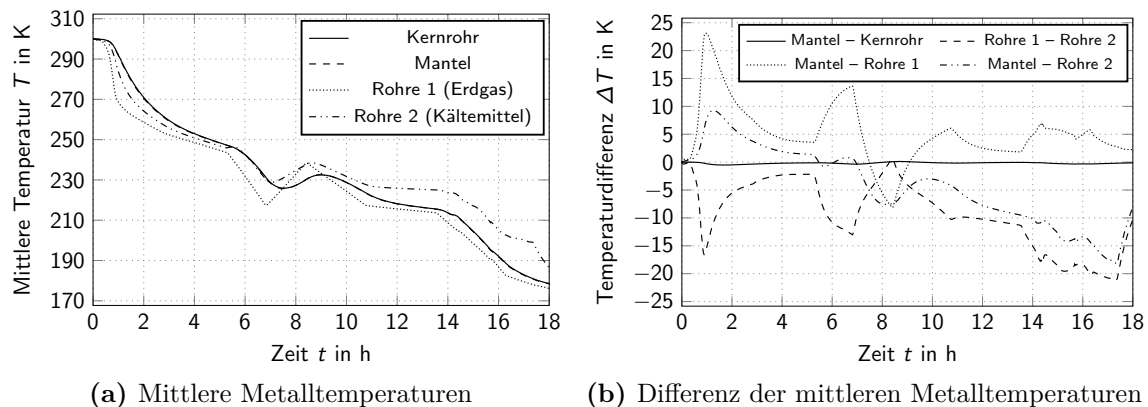 Mittlere Temperatur T in K
300
270
250
230
210
190
170
0 2 4 6 8 10 12 14 16 18
Zeit t in h
Kernrohr
Mantel
Rohre 1 (Erdgas)
Rohre 2 (Kältemittel)
(a) Mittlere Metalltemperaturen
Temperaturdifferenz ΔT in K
25
20
15
10
5
0
−5
−10
−15
−20
−25
0 2 4 6 8 10 12 14 16 18
Zeit t in h
Mantel – Kernrohr
Rohre 1 – Rohre 2
Mantel – Rohre 1
Mantel – Rohre 2
(b) Differenz der mittleren Metalltemperaturen